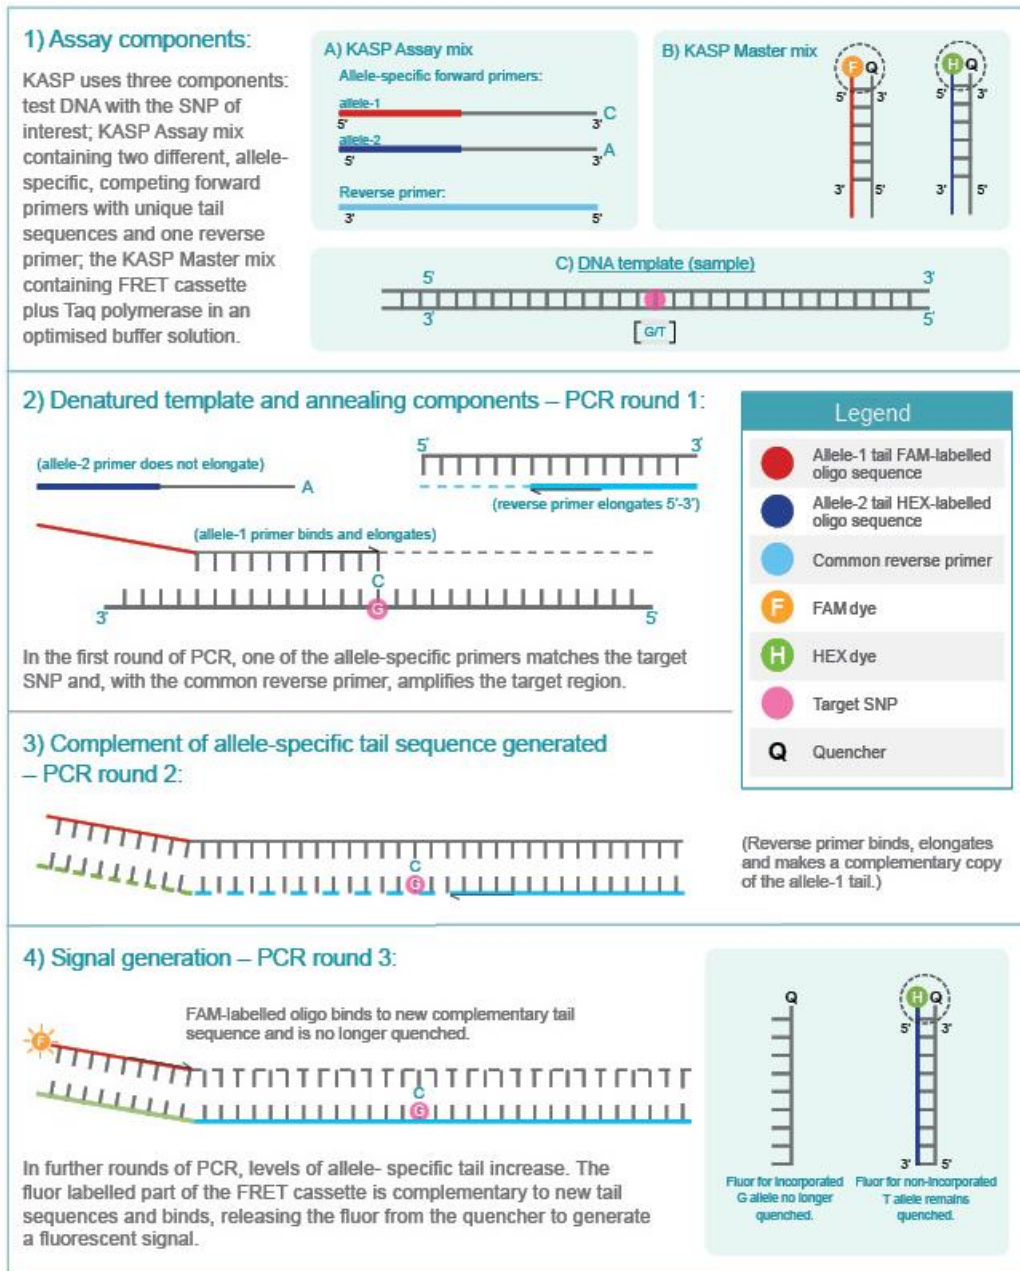 1) Assay components:
KASP uses three components:
test DNA with the SNP of
interest; KASP Assay mix
containing two different, allele-
specific, competing forward
primers with unique tail
sequences and one reverse
primer; the KASP Master mix
containing FRET cassette
plus Taq polymerase in an
optimised buffer solution.
A) KASP Assay mix
Allele-specific forward primers:
allele-1
5' 3' C
allele-2
5' 3' A
Reverse primer:
3' 5'
B) KASP Master mix
F Q H Q
5' 3' 5' 3'
3' 5' 3' 5'
C) DNA template (sample)
5' 3'
3' 5'
[G/T]
2) Denatured template and annealing components – PCR round 1:
(allele-2 primer does not elongate)
A
5' 3'
(reverse primer elongates 5'-3')
(allele-1 primer binds and elongates)
C
G
3' 5'
In the first round of PCR, one of the allele-specific primers matches the target
SNP and, with the common reverse primer, amplifies the target region.
Legend
Allele-1 tail FAM-labelled
oligo sequence
Allele-2 tail HEX-labelled
oligo sequence
Common reverse primer
F FAM dye
H HEX dye
Target SNP
Q Quencher
3) Complement of allele-specific tail sequence generated
– PCR round 2:
C
G
(Reverse primer binds, elongates
and makes a complementary copy
of the allele-1 tail.)
4) Signal generation – PCR round 3:
FAM-labelled oligo binds to new complementary tail
sequence and is no longer quenched.
F
C
G
In further rounds of PCR, levels of allele- specific tail increase. The
fluor labelled part of the FRET cassette is complementary to new tail
sequences and binds, releasing the fluor from the quencher to generate
a fluorescent signal.
Q H Q
5' 3'
3' 5'
Fluor for incorporated
G allele no longer
quenched.
Fluor for non-incorporated
T allele remains
quenched.